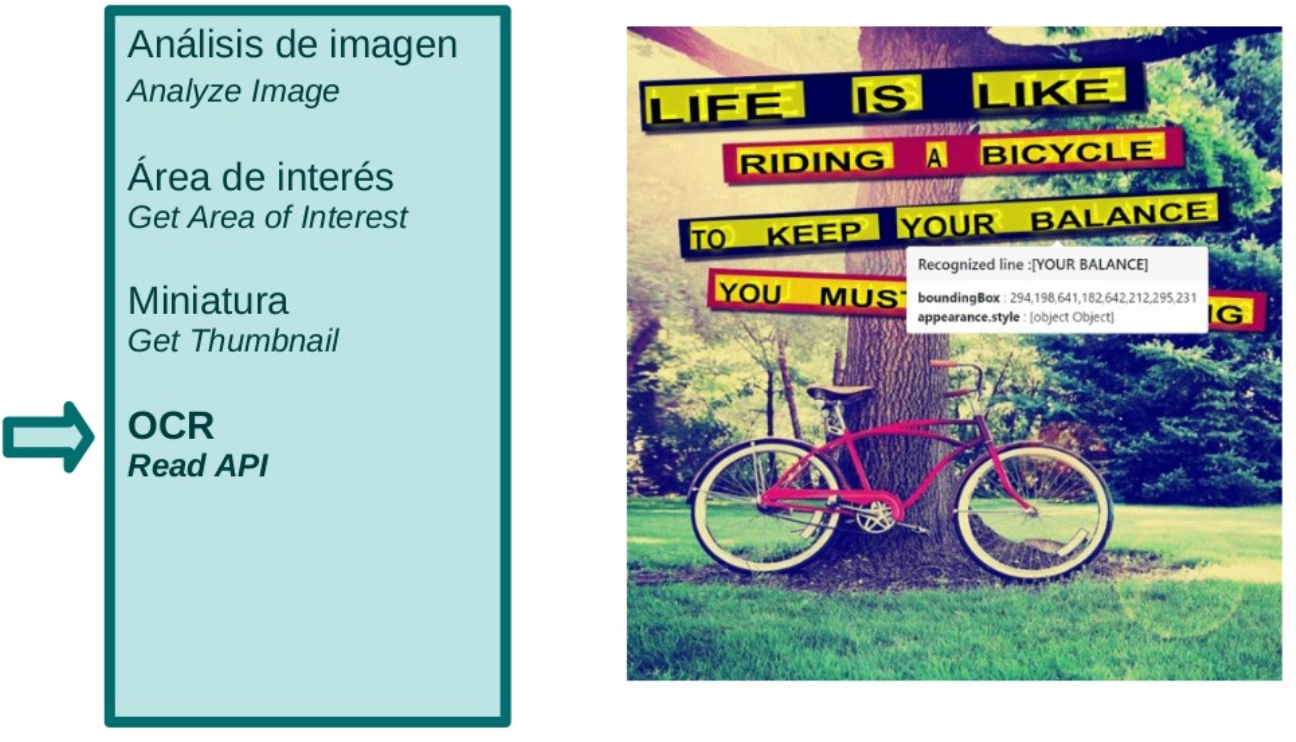 Análisis de imagen
Analyze Image
Área de interés
Get Area of Interest
Miniatura
Get Thumbnail
OCR
Read API
LIFE IS LIKE
RIDING A BICYCLE
TO KEEP YOUR BALANCE
YOU MUST
NG
Recognized line :[YOUR BALANCE]
boundingBox : 294,198,641,182,642,212,295,231
appearance.style : [object Object]